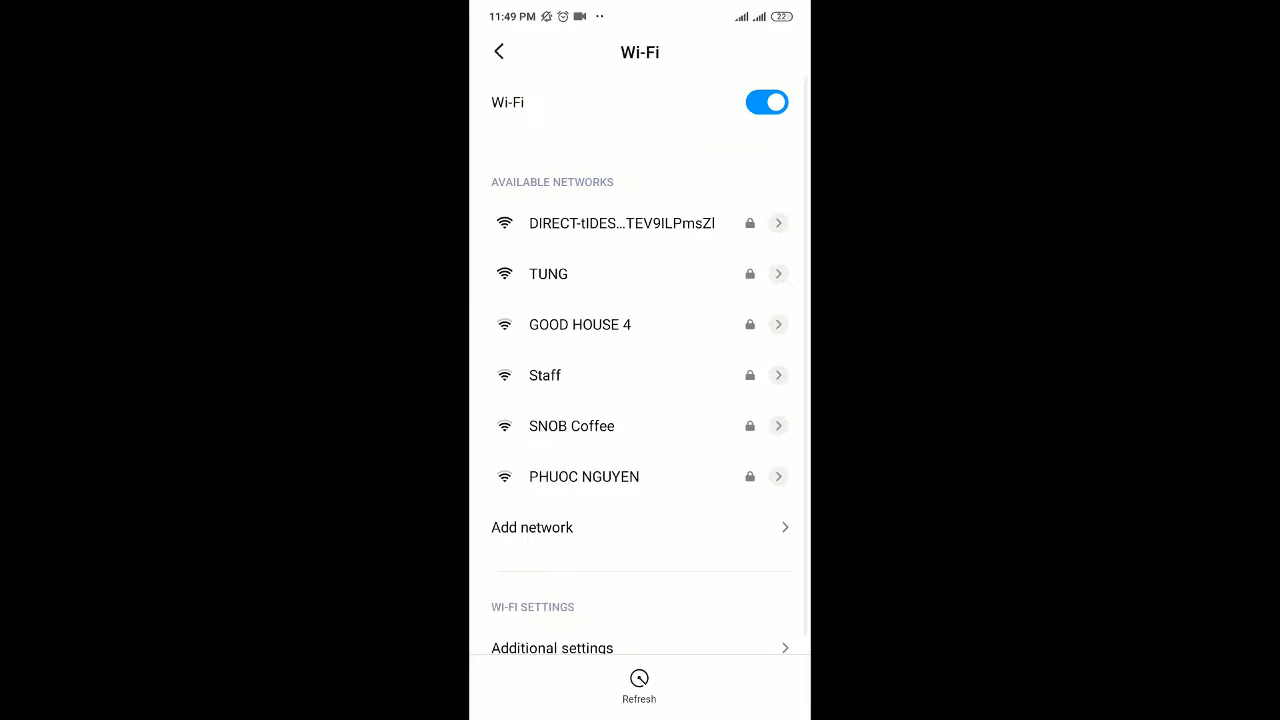 11:49 PM 22
Wi-Fi
Wi-Fi
AVAILABLE NETWORKS
DIRECT-tIDES...TEV9ILPmsZl
TUNG
GOOD HOUSE 4
Staff
SNOB Coffee
PHUOC NGUYEN
Add network
WI-FI SETTINGS
Additional settings
Refresh